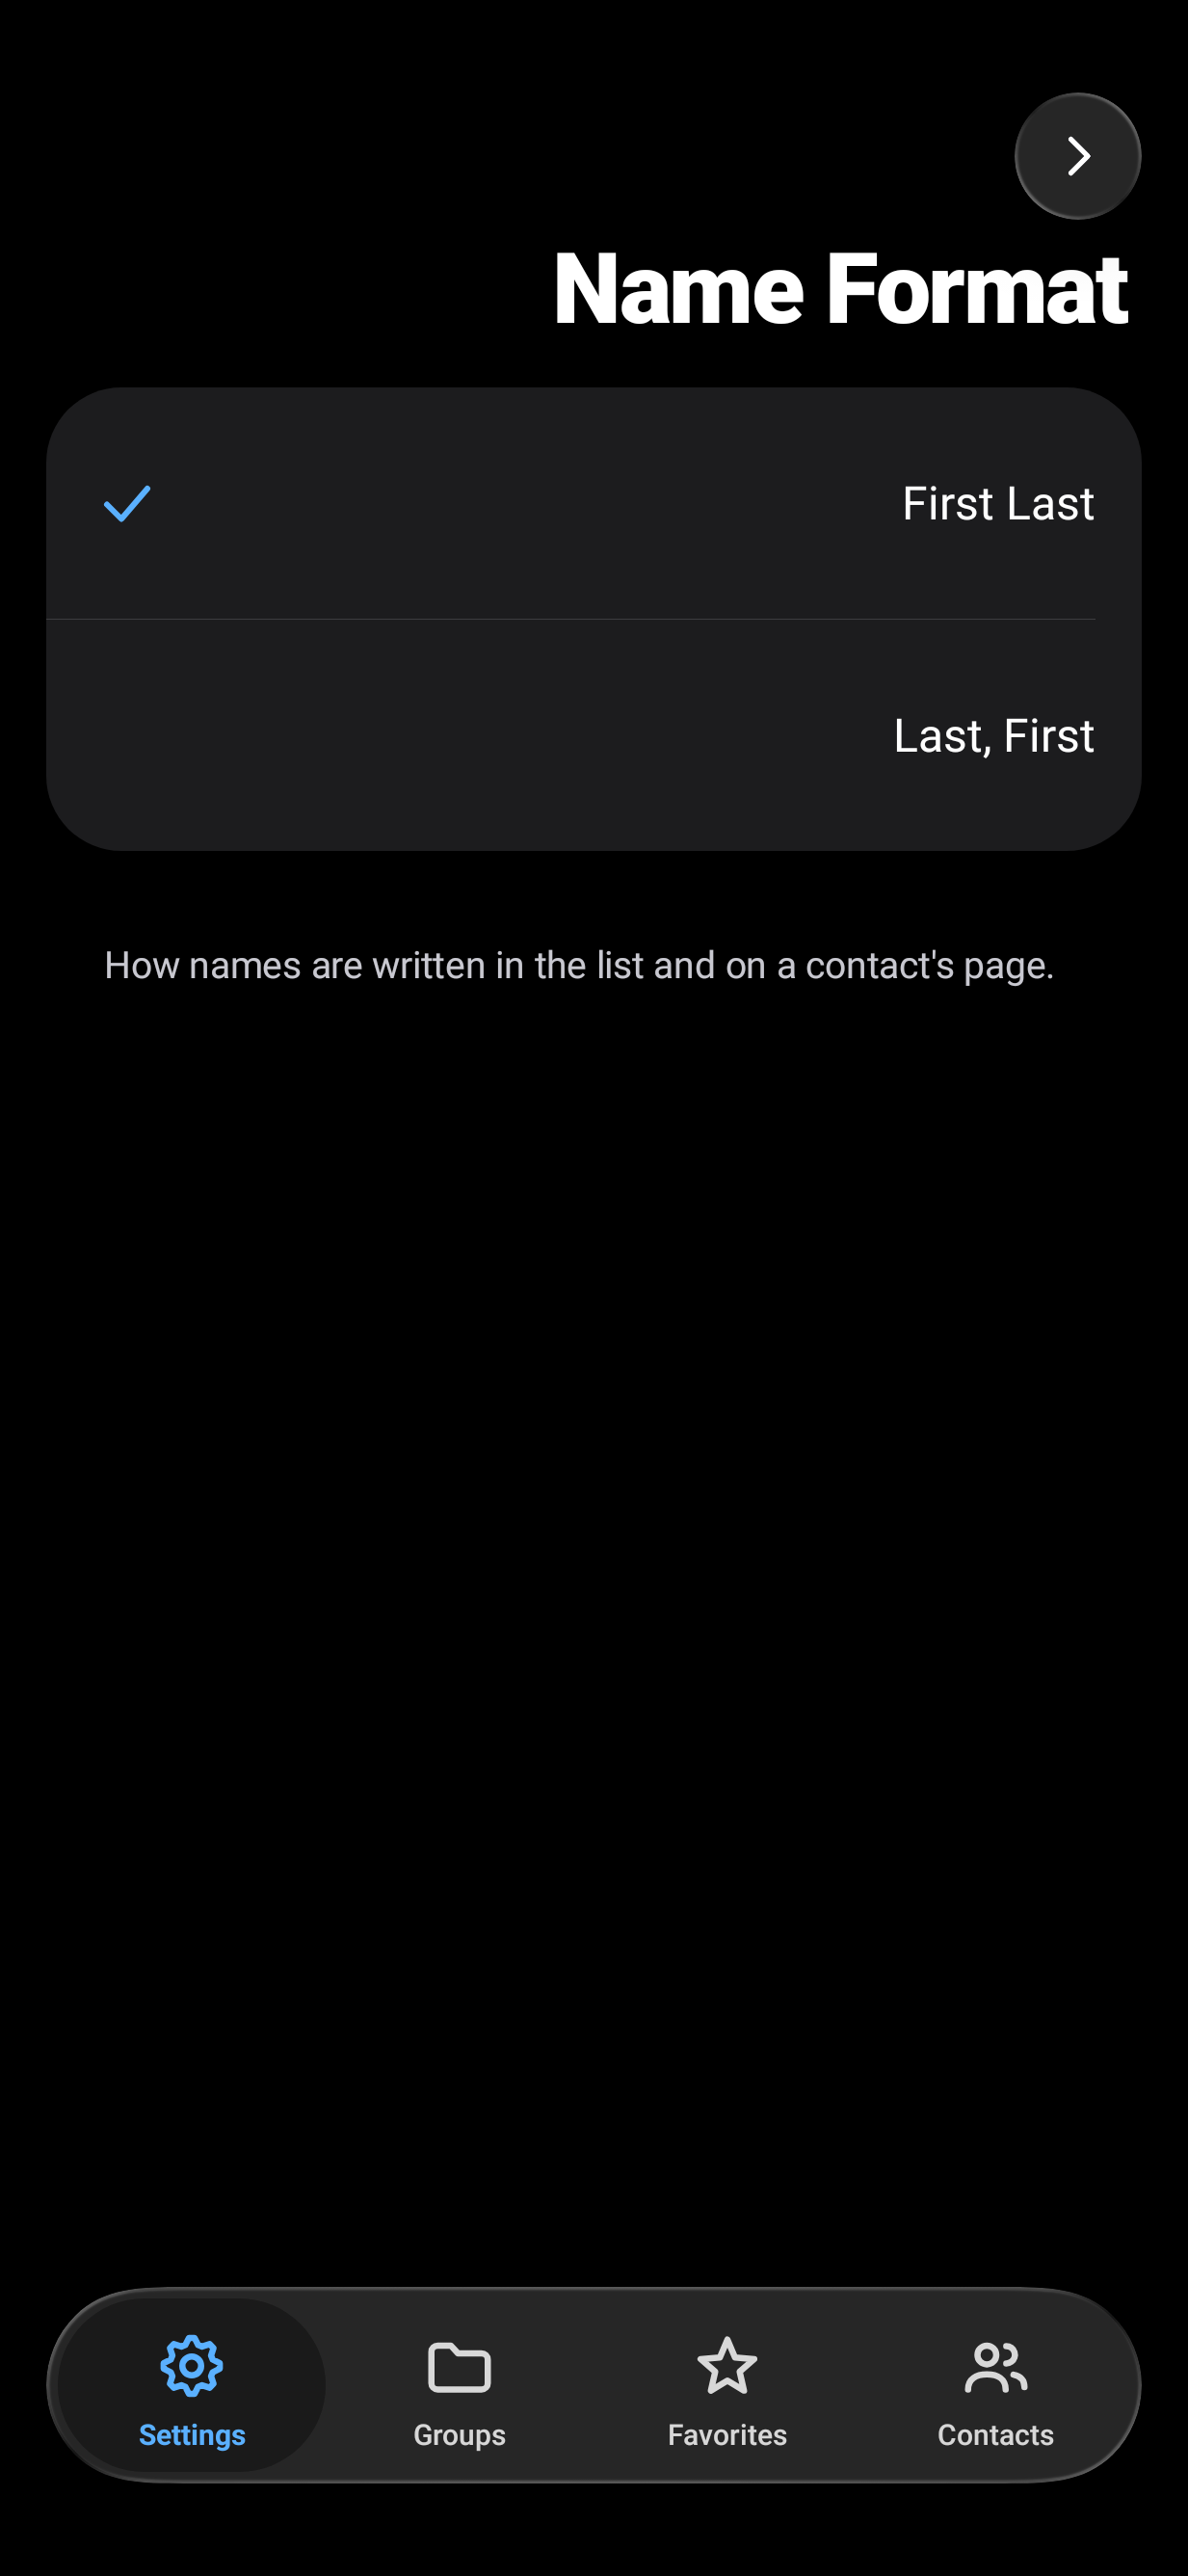 Name Format
First Last
Last, First
How names are written in the list and on a contact's page.
Settings
Groups
Favorites
Contacts